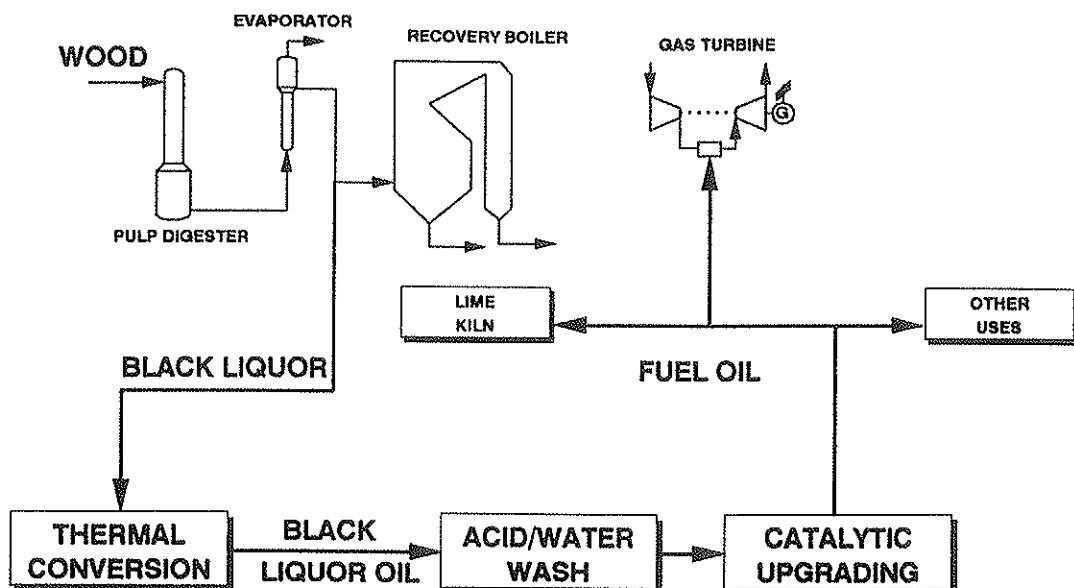 EVAPORATOR
RECOVERY BOILER
GAS TURBINE
WOOD
G
PULP DIGESTER
LIME
KILN
OTHER
USES
BLACK LIQUOR
FUEL OIL
THERMAL
CONVERSION
BLACK
LIQUOR OIL
ACID/WATER
WASH
CATALYTIC
UPGRADING